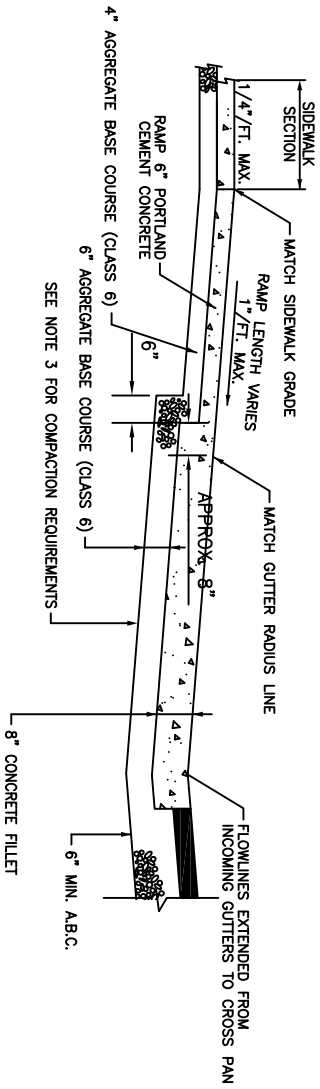 SIDEWALK
SECTION
1/4"/FT. MAX.
MATCH SIDEWALK GRADE
RAMP LENGTH VARIES
1"/FT. MAX.
MATCH GUTTER RADIUS LINE
FLOWLINES EXTENDED FROM
INCOMING GUTTERS TO CROSS PAN
APPROX. 8"
6"
RAMP 6" PORTLAND
CEMENT CONCRETE
4" AGGREGATE BASE COURSE (CLASS 6)
6" AGGREGATE BASE COURSE (CLASS 6)
SEE NOTE 3 FOR COMPACTION REQUIREMENTS
8" CONCRETE FILLET
6" MIN. A.B.C.